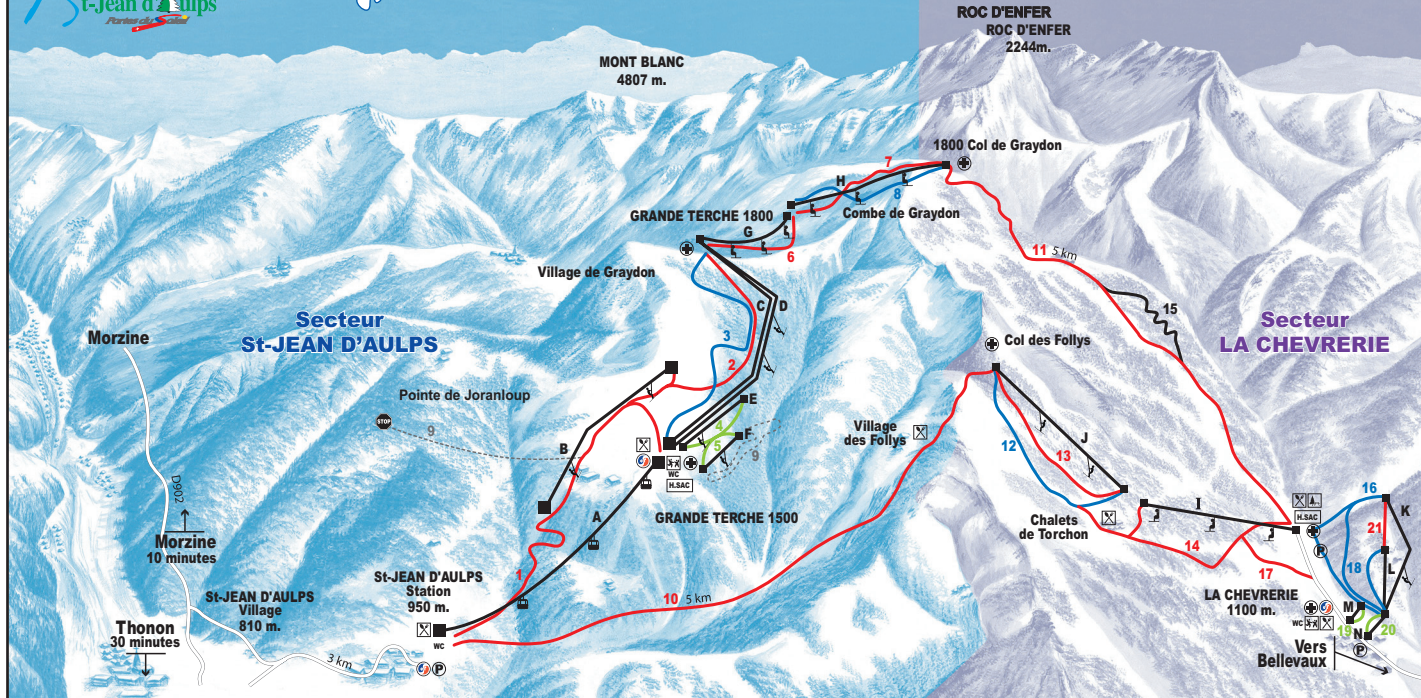 St-Jean d'Aulps
Portes du Soleil
ROC D'ENFER
ROC D'ENFER
2244m.
MONT BLANC
4807 m.
1800 Col de Graydon
7
H
8
Combe de Graydon
GRANDE TERCHE 1800
G
6
Village de Graydon
11 5 km
C
D
15
Secteur
St-JEAN D'AULPS
Secteur
LA CHEVRERIE
Morzine
3
2
Col des Follys
Pointe de Joranloup
STOP
9
E
4
F
5
9
Village
des Follys
B
WC
H.SAC
12
13
J
16
K
D902
A
GRANDE TERCHE 1500
Chalets
de Torchon
I
H.SAC
21
P
Morzine
10 minutes
14
18
L
1
St-JEAN D'AULPS
Station
950 m.
17
10 5 km
LA CHEVRERIE
1100 m.
St-JEAN D'AULPS
Village
810 m.
M
WC
19
N
20
Thonon
30 minutes
WC
P
3 km
P
Vers
Bellevaux